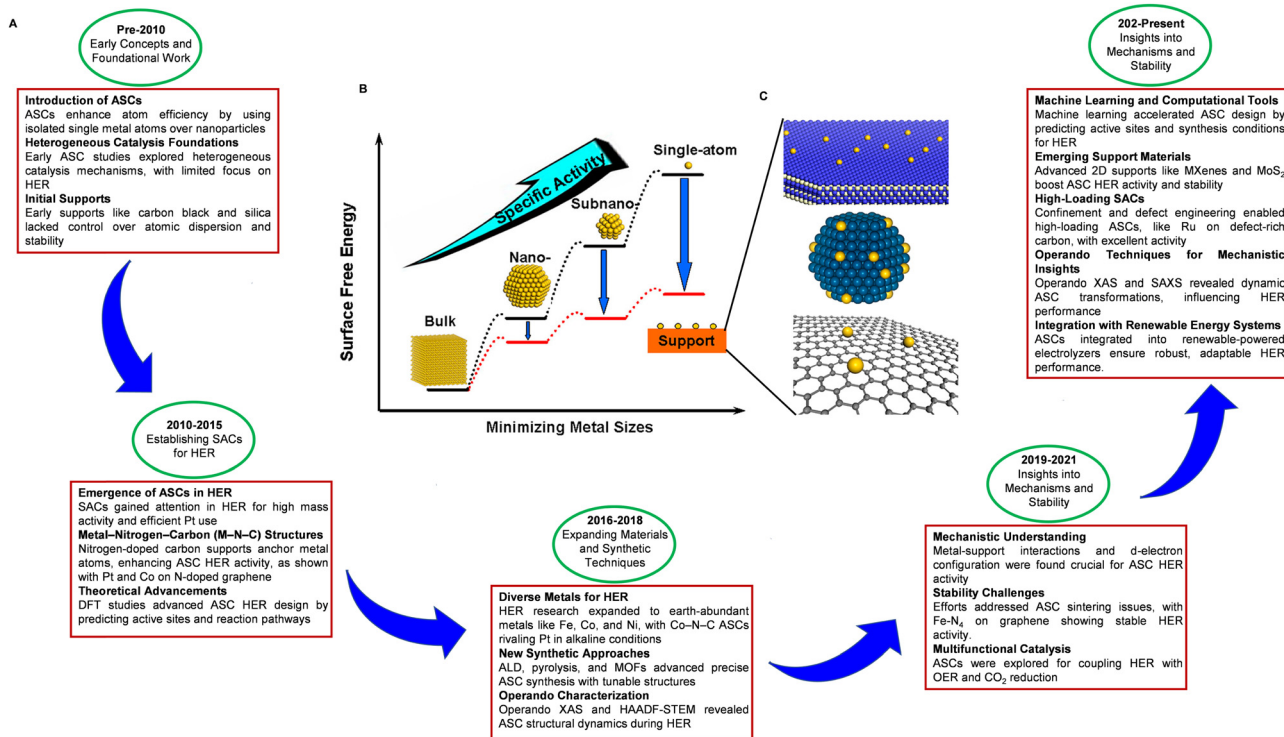 A
Pre-2010
Early Concepts and
Foundational Work
Introduction of ASCs
ASCs enhance atom efficiency by using
isolated single metal atoms over nanoparticles
Heterogeneous Catalysis Foundations
Early ASC studies explored heterogeneous
catalysis mechanisms, with limited focus on
HER
Initial Supports
Early supports like carbon black and silica
lacked control over atomic dispersion and
stability
2010-2015
Establishing SACs
for HER
Emergence of ASCs in HER
SACs gained attention in HER for high mass
activity and efficient Pt use
Metal–Nitrogen–Carbon (M–N–C) Structures
Nitrogen-doped carbon supports anchor metal
atoms, enhancing ASC HER activity, as shown
with Pt and Co on N-doped graphene
Theoretical Advancements
DFT studies advanced ASC HER design by
predicting active sites and reaction pathways
2016-2018
Expanding Materials
and Synthetic
Techniques
Diverse Metals for HER
HER research expanded to earth-abundant
metals like Fe, Co, and Ni, with Co–N–C ASCs
rivaling Pt in alkaline conditions
New Synthetic Approaches
ALD, pyrolysis, and MOFs advanced precise
ASC synthesis with tunable structures
Operando Characterization
Operando XAS and HAADF-STEM revealed
ASC structural dynamics during HER
2019-2021
Insights into
Mechanisms and
Stability
Mechanistic Understanding
Metal-support interactions and d-electron
configuration were found crucial for ASC HER
activity
Stability Challenges
Efforts addressed ASC sintering issues, with
Fe-N₄ on graphene showing stable HER
activity.
Multifunctional Catalysis
ASCs were explored for coupling HER with
OER and CO₂ reduction
202-Present
Insights into
Mechanisms and
Stability
Machine Learning and Computational Tools
Machine learning accelerated ASC design by
predicting active sites and synthesis conditions
for HER
Emerging Support Materials
Advanced 2D supports like MXenes and MoS₂
boost ASC HER activity and stability
High-Loading SACs
Confinement and defect engineering enabled
high-loading ASCs, like Ru on defect-rich
carbon, with excellent activity
Operando Techniques for Mechanistic
Insights
Operando XAS and SAXS revealed dynamic
ASC transformations, influencing HER
performance
Integration with Renewable Energy Systems
ASCs integrated into renewable-powered
electrolyzers ensure robust, adaptable HER
performance.
B
Surface Free Energy
Specific Activity
Single-atom
Subnano-
Nano-
Bulk
Support
Minimizing Metal Sizes
C